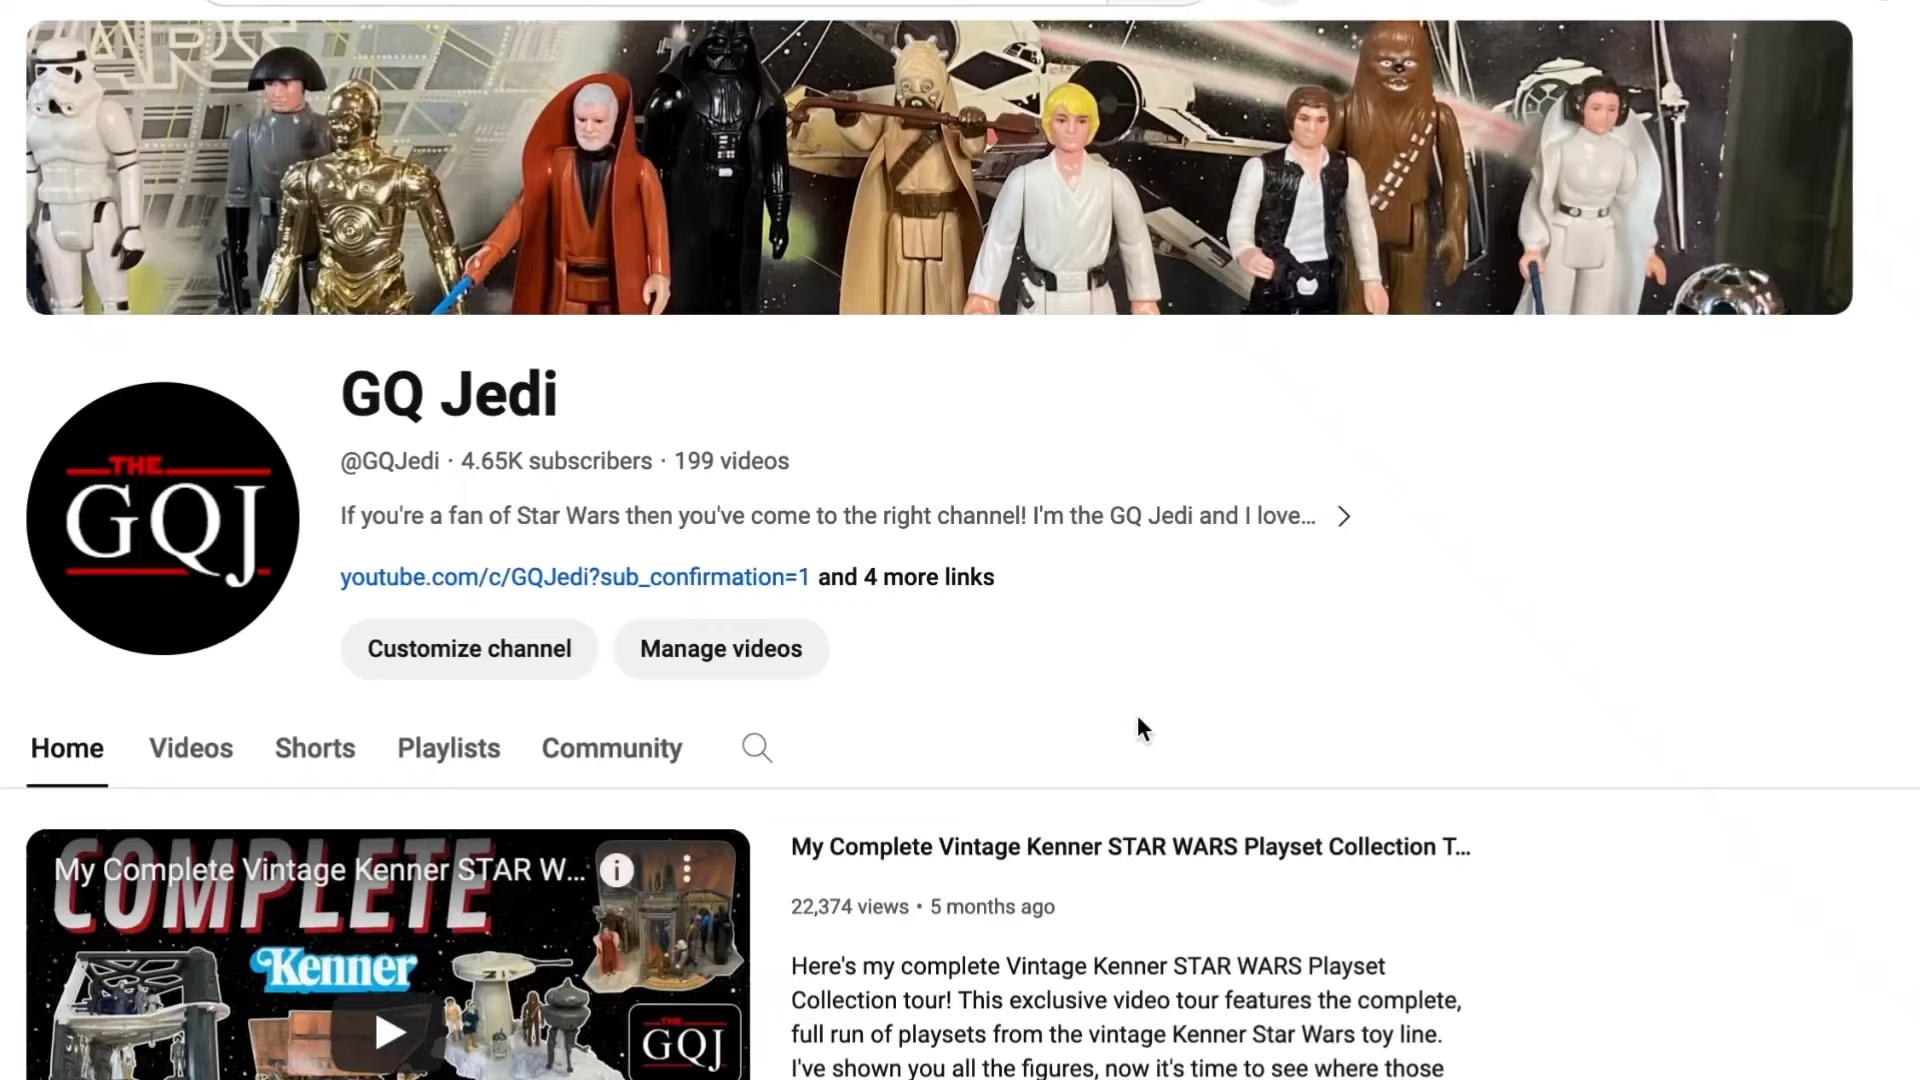 WARS
GQ Jedi
@GQJedi · 4.65K subscribers · 199 videos
If you're a fan of Star Wars then you've come to the right channel! I'm the GQ Jedi and I love...
youtube.com/c/GQJedi?sub_confirmation=1 and 4 more links
Customize channel
Manage videos
THE
GQJ
Home
Videos
Shorts
Playlists
Community
COMPLETE
My Complete Vintage Kenner STAR W...
Kenner
THE
GQJ
My Complete Vintage Kenner STAR WARS Playset Collection T...
22,374 views • 5 months ago
Here's my complete Vintage Kenner STAR WARS Playset
Collection tour! This exclusive video tour features the complete,
full run of playsets from the vintage Kenner Star Wars toy line.
I've shown you all the figures, now it's time to see where those